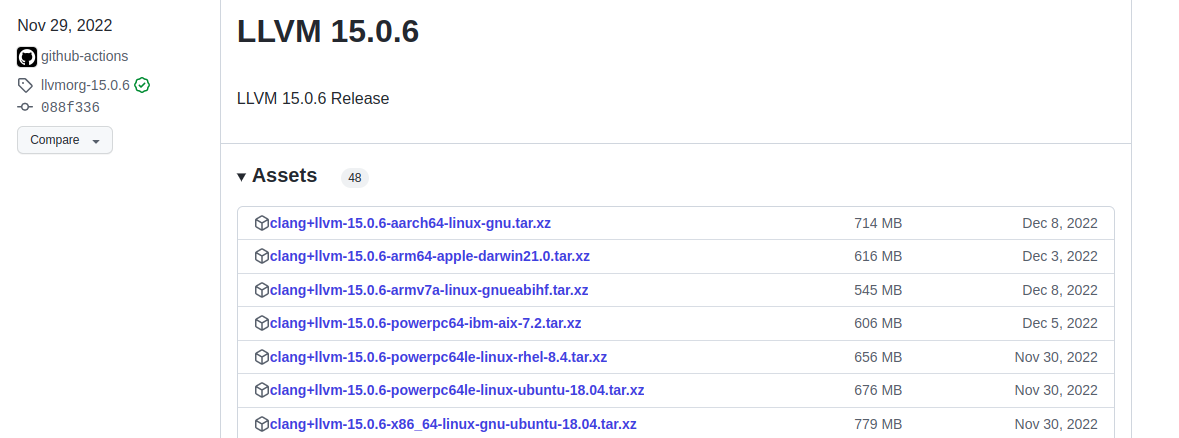 Nov 29, 2022
github-actions
llvmorg-15.0.6
088f336
Compare
LLVM 15.0.6
LLVM 15.0.6 Release
Assets 48
clang+llvm-15.0.6-aarch64-linux-gnu.tar.xz 714 MB Dec 8, 2022
clang+llvm-15.0.6-arm64-apple-darwin21.0.tar.xz 616 MB Dec 3, 2022
clang+llvm-15.0.6-armv7a-linux-gnueabihf.tar.xz 545 MB Dec 8, 2022
clang+llvm-15.0.6-powerpc64-ibm-aix-7.2.tar.xz 606 MB Dec 5, 2022
clang+llvm-15.0.6-powerpc64le-linux-rhel-8.4.tar.xz 656 MB Nov 30, 2022
clang+llvm-15.0.6-powerpc64le-linux-ubuntu-18.04.tar.xz 676 MB Nov 30, 2022
clang+llvm-15.0.6-x86_64-linux-gnu-ubuntu-18.04.tar.xz 779 MB Nov 30, 2022